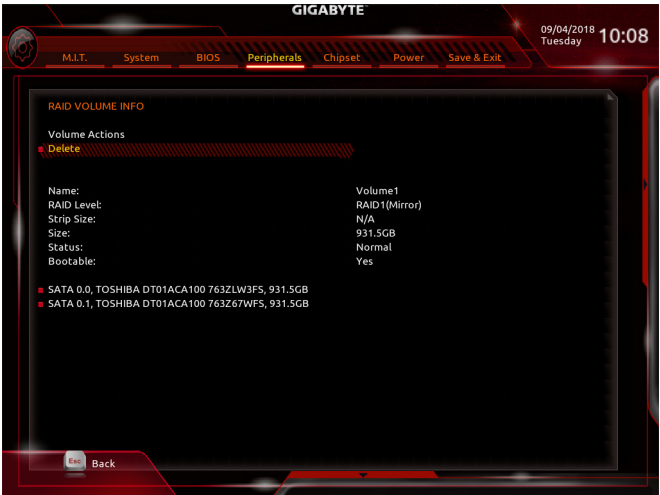 GIGABYTE
09/04/2018
Tuesday 10:08
M.I.T. System BIOS Peripherals Chipset Power Save & Exit
RAID VOLUME INFO
Volume Actions
Delete
Name: Volume1
RAID Level: RAID1(Mirror)
Strip Size: N/A
Size: 931.5GB
Status: Normal
Bootable: Yes
SATA 0.0, TOSHIBA DT01ACA100 763ZLW3FS, 931.5GB
SATA 0.1, TOSHIBA DT01ACA100 763Z67WFS, 931.5GB
Esc Back